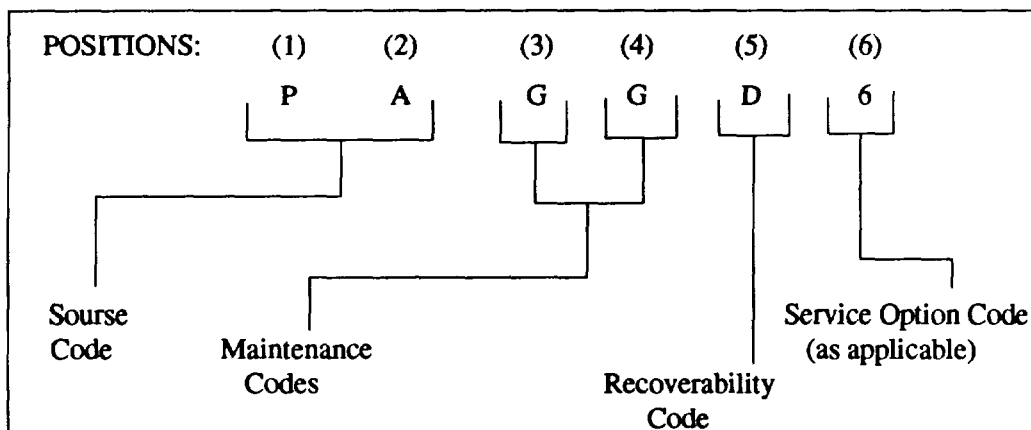 POSITIONS: (1) (2) (3) (4) (5) (6)
P A G G D 6
Sourse
Code
Maintenance
Codes
Recoverability
Code
Service Option Code
(as applicable)